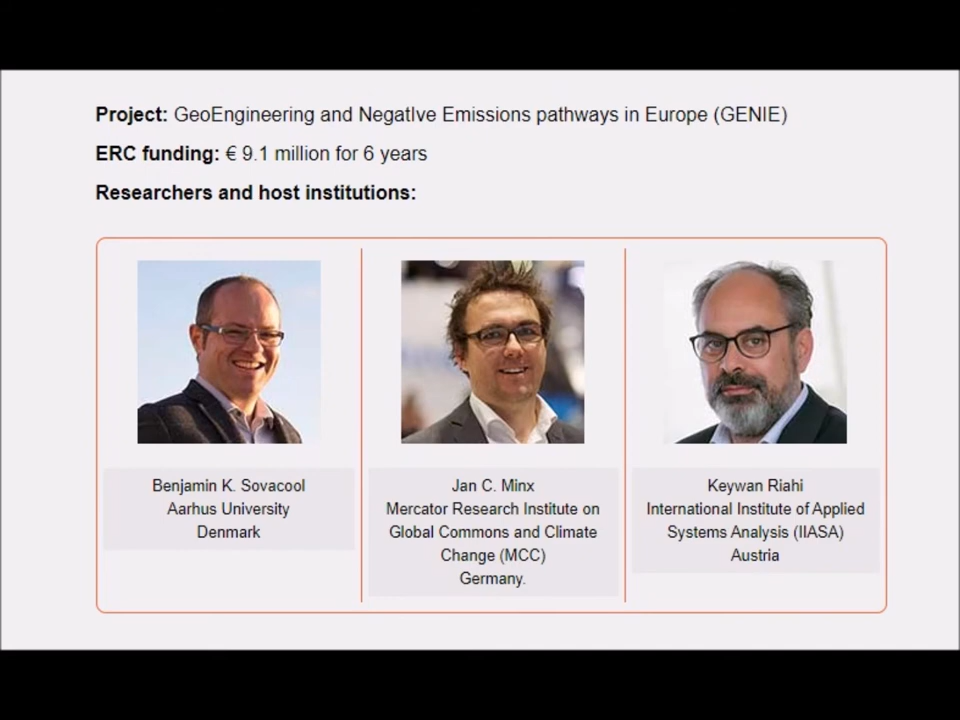 Project: GeoEngineering and NegatIve Emissions pathways in Europe (GENIE)
ERC funding: € 9.1 million for 6 years
Researchers and host institutions:
Benjamin K. Sovacool
Aarhus University
Denmark
Jan C. Minx
Mercator Research Institute on
Global Commons and Climate
Change (MCC)
Germany.
Keywan Riahi
International Institute of Applied
Systems Analysis (IIASA)
Austria